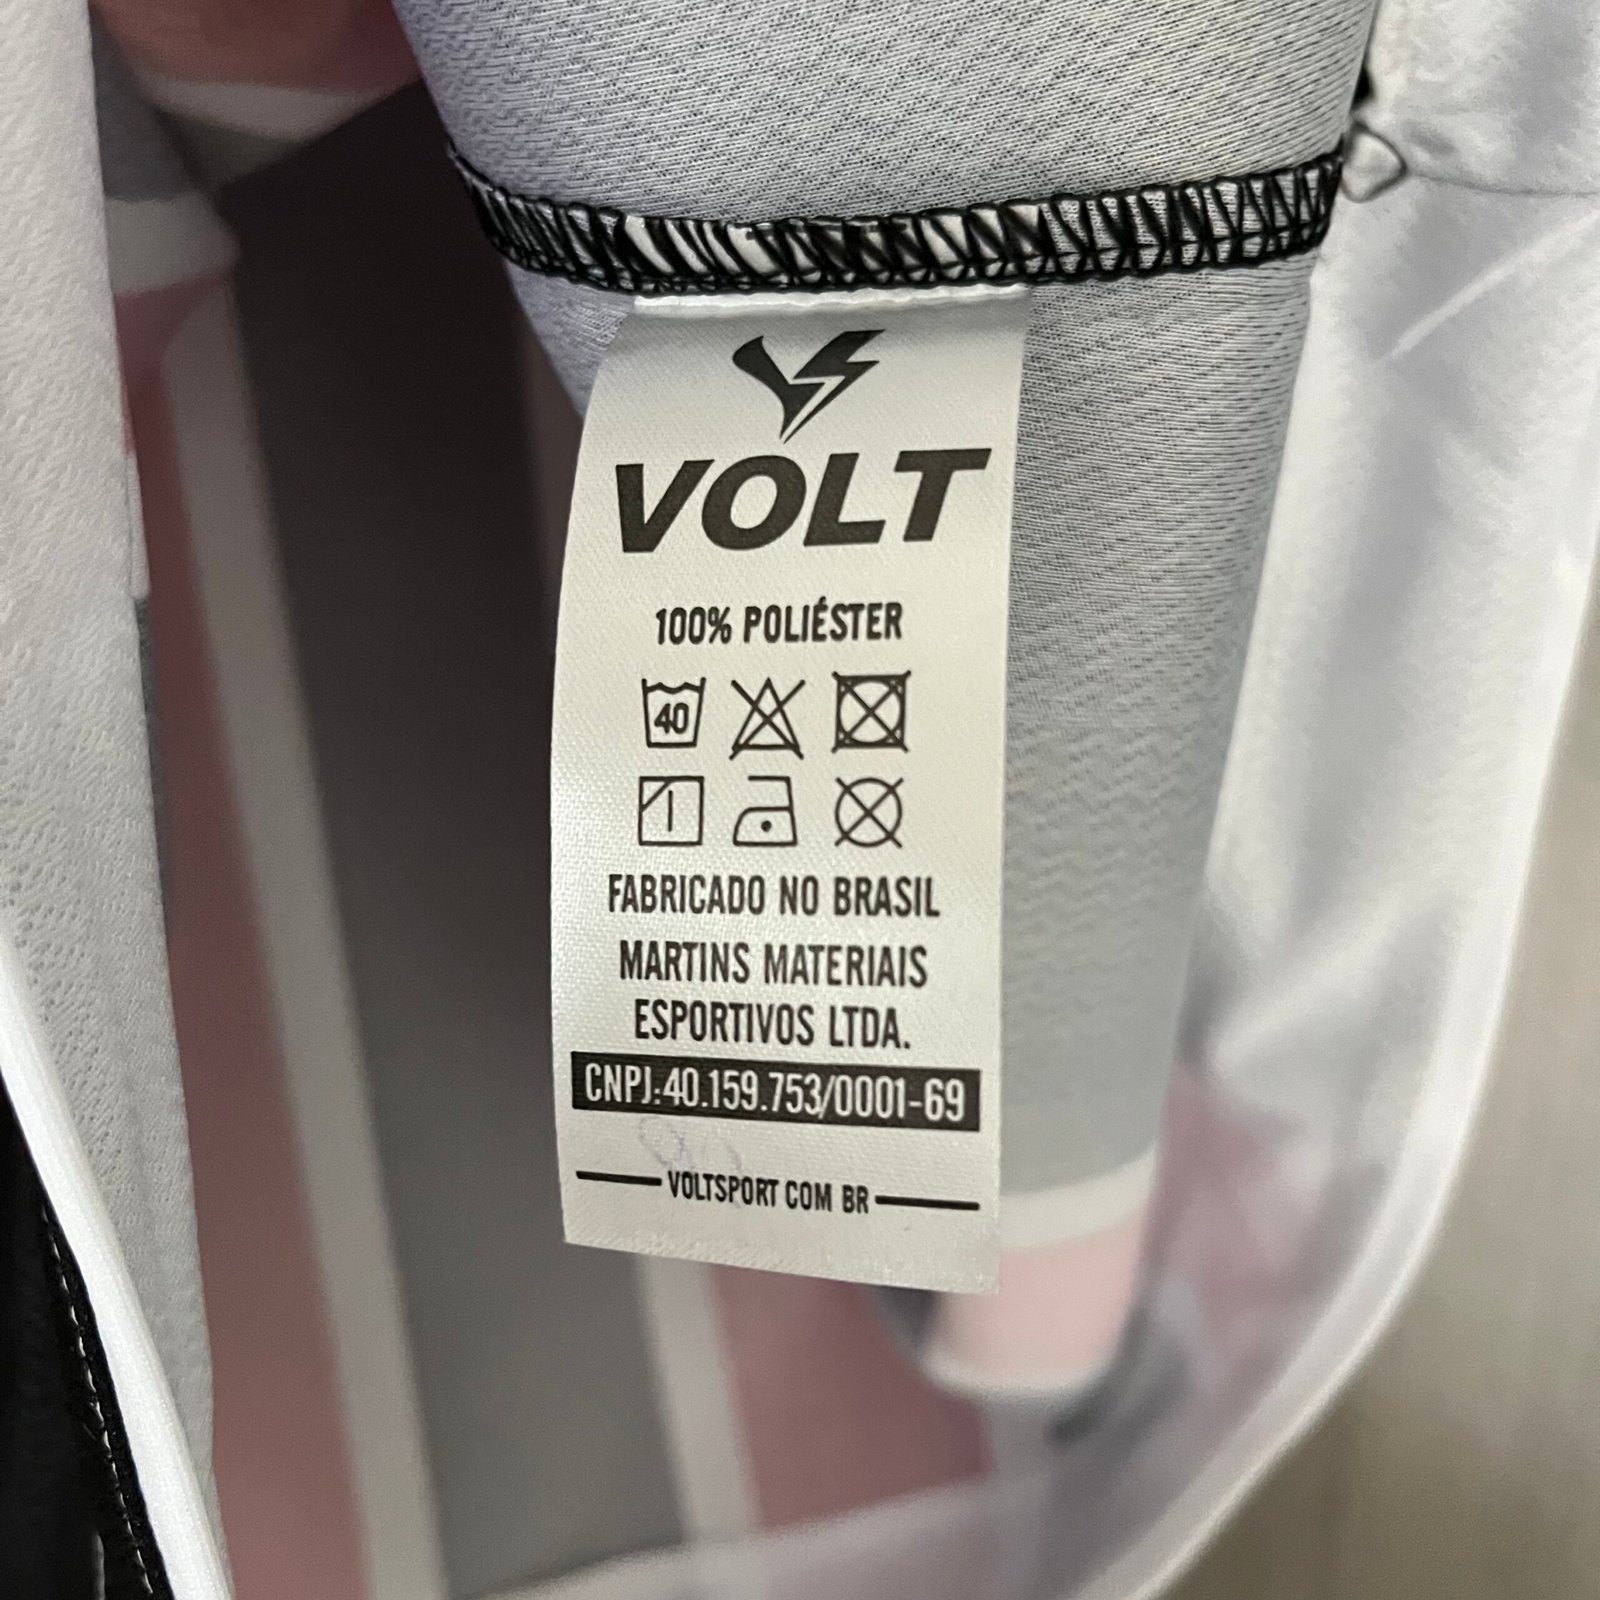 VOLT
100% POLIÉSTER
40
FABRICADO NO BRASIL
MARTINS MATERIAIS
ESPORTIVOS LTDA.
CNPJ:40.159.753/0001-69
VOLTSPORT COM BR